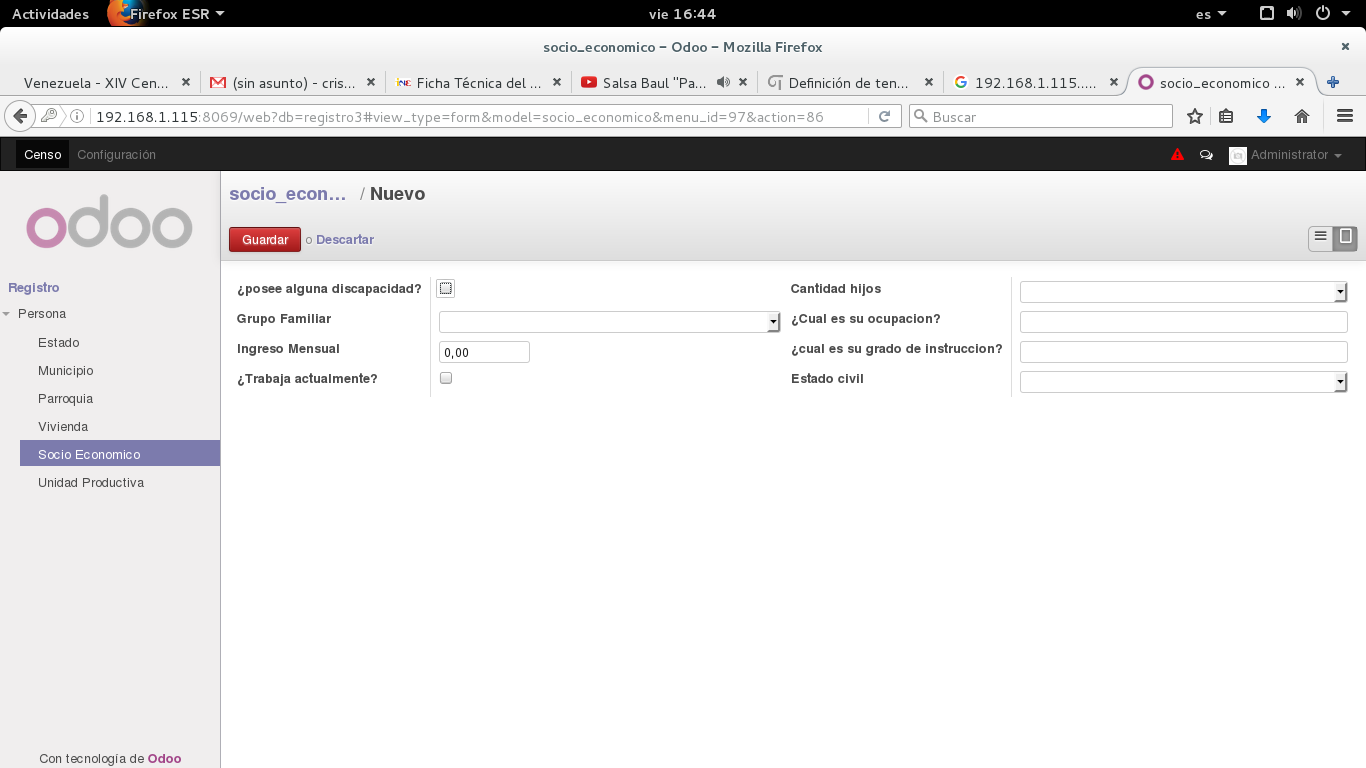 Actividades Firefox ESR vie 16:44 es
socio_economico – Odoo – Mozilla Firefox
Venezuela - XIV Cen... (sin asunto) – cris... Ficha Técnica del ... Salsa Baul "Pa... Definición de ten... 192.168.1.115.... socio_economico ...
192.168.1.115:8069/web?db=registro3#view_type=form&model=socio_economico&menu_id=97&action=86 Buscar
Censo Configuración Administrator
odoo
socio_econ... / Nuevo
Guardar o Descartar
Registro
Persona
Estado
Municipio
Parroquia
Vivienda
Socio Economico
Unidad Productiva
¿posee alguna discapacidad? Cantidad hijos
Grupo Familiar ¿Cual es su ocupacion?
Ingreso Mensual 0,00 ¿cual es su grado de instruccion?
¿Trabaja actualmente? Estado civil
Con tecnología de Odoo